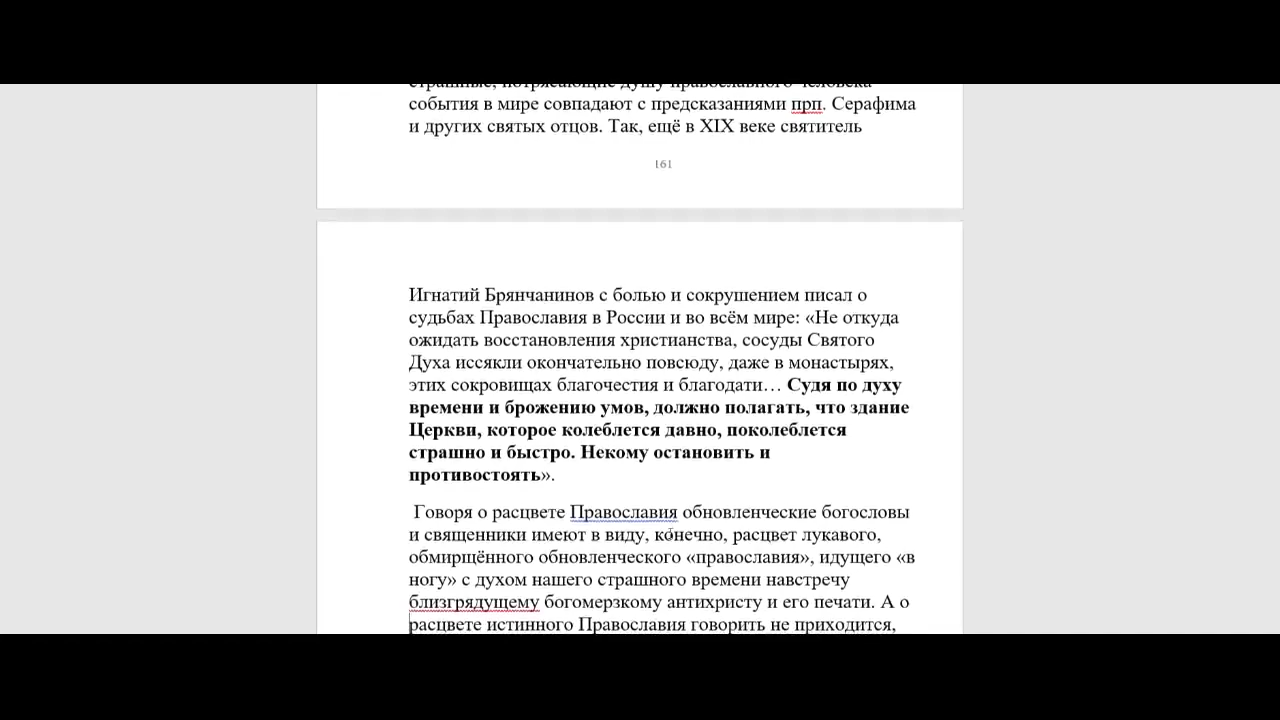 страшные, потрясающие душу православного человека
события в мире совпадают с предсказаниями прп. Серафима
и других святых отцов. Так, ещё в XIX веке святитель
161
Игнатий Брянчанинов с болью и сокрушением писал о
судьбах Православия в России и во всём мире: «Не откуда
ожидать восстановления христианства, сосуды Святого
Духа иссякли окончательно повсюду, даже в монастырях,
этих сокровищах благочестия и благодати… Судя по духу
времени и брожению умов, должно полагать, что здание
Церкви, которое колеблется давно, поколеблется
страшно и быстро. Некому остановить и
противостоять».
Говоря о расцвете Православия обновленческие богословы
и священники имеют в виду, конечно, расцвет лукавого,
обмирщённого обновленческого «православия», идущего «в
ногу» с духом нашего страшного времени навстречу
близгрядущему богомерзкому антихристу и его печати. А о
расцвете истинного Православия говорить не приходится,